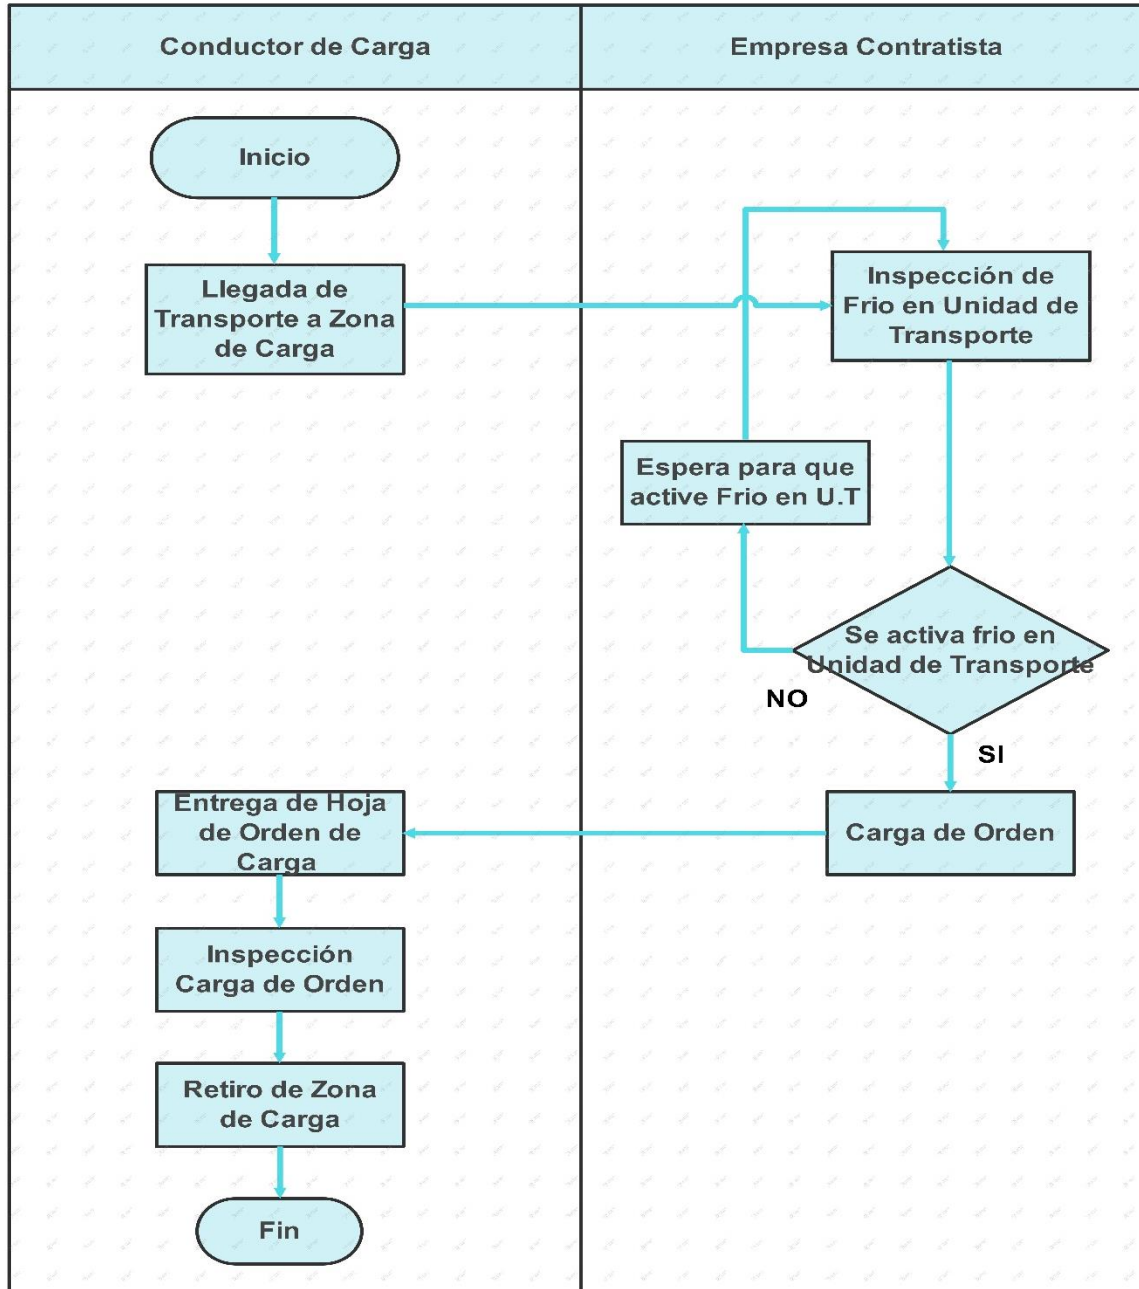 Conductor de Carga
Empresa Contratista
Inicio
Llegada de
Transporte a Zona
de Carga
Inspección de
Frio en Unidad de
Transporte
Espera para que
active Frio en U.T
Se activa frio en
Unidad de Transporte
NO
SI
Carga de Orden
Entrega de Hoja
de Orden de
Carga
Inspección
Carga de Orden
Retiro de Zona
de Carga
Fin